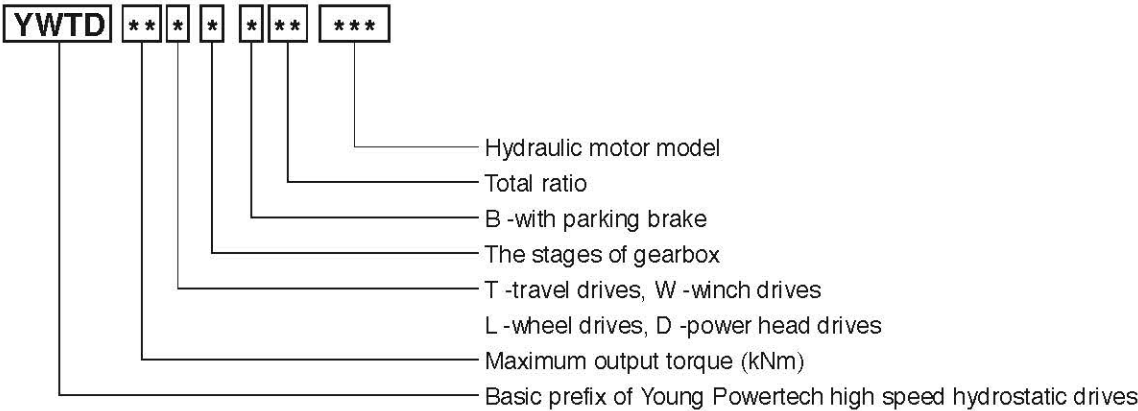 YWTD ** * * * ** ***
Hydraulic motor model
Total ratio
B -with parking brake
The stages of gearbox
T -travel drives, W -winch drives
L -wheel drives, D -power head drives
Maximum output torque (kNm)
Basic prefix of Young Powertech high speed hydrostatic drives